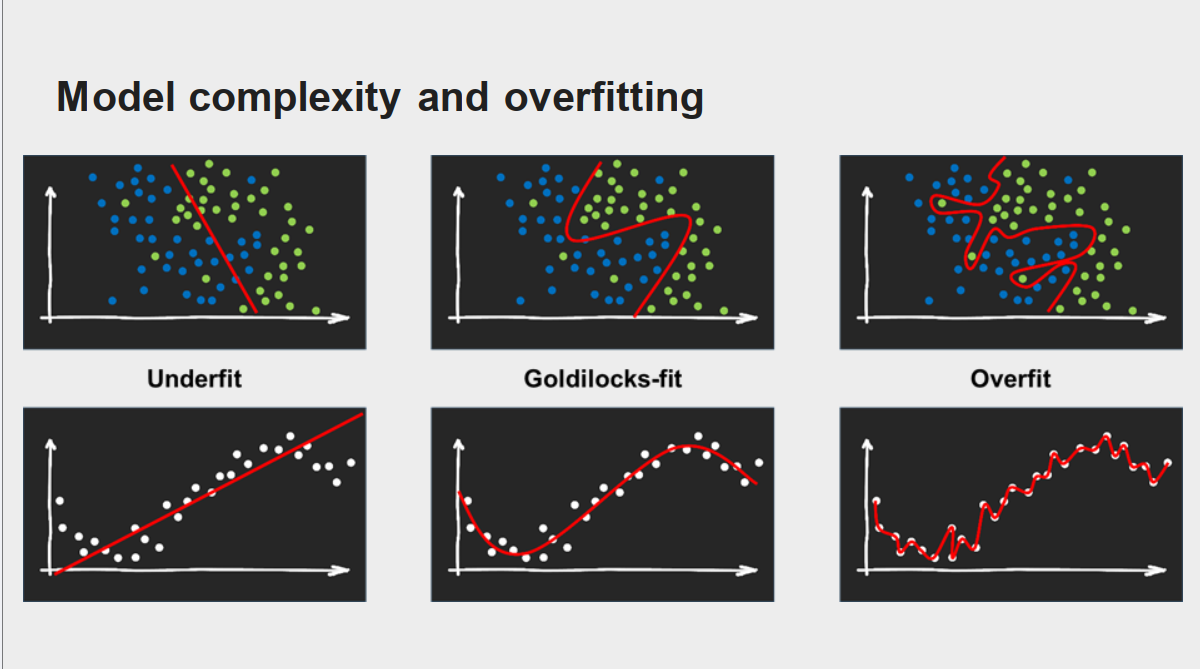 Model complexity and overfitting
Underfit
Goldilocks-fit
Overfit